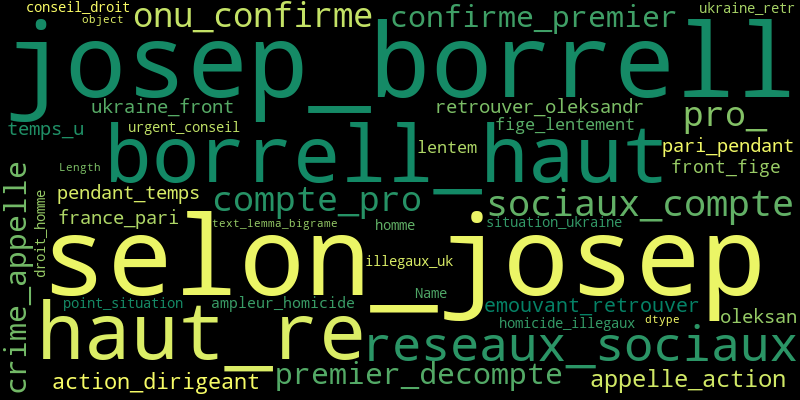 conseil_droit
object
onu_confirme
confirme_premier
ukraine_retr
josep_borrell
ukraine_front
retrouver_oleksandr
pro_
temps_u
urgent_conseil
fige_lentement
borrell_haut
lentem
pari_pendant
Length
front_fige
crime_appelle
droit_homme
pendant_temps
compte_pro
sociaux_compte
france_pari
text_lemma_bigrame
homme
situation_ukraine
selon_josep
illegaux_uk
point_situation
ampleur_homicide
Name
emouvant_retrouver
haut_re
homicide_illegaux
dtype
oleksan
reseaux_sociaux
action_dirigeant
premier_decompte
appelle_action